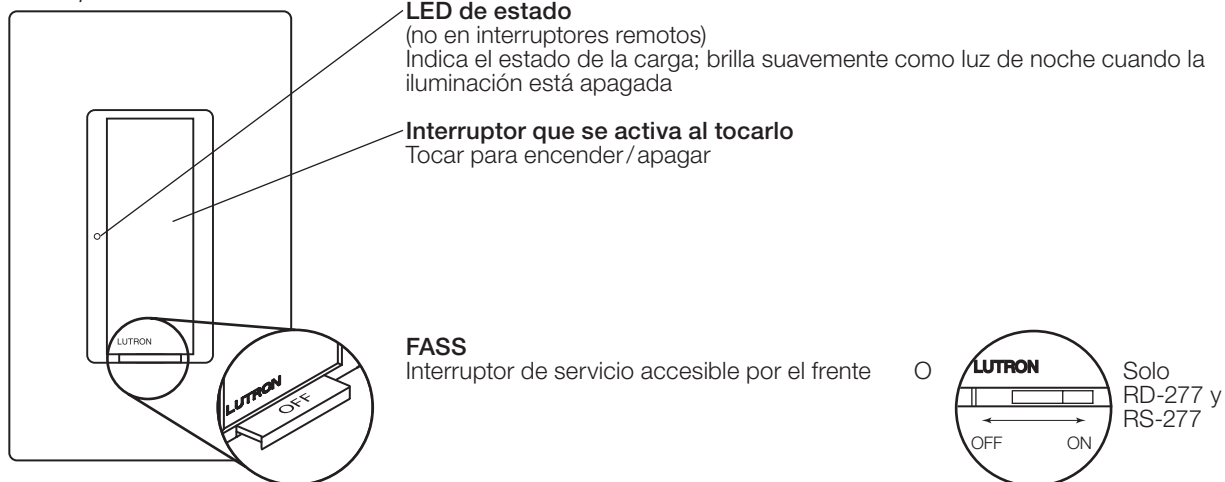 LED de estado
(no en interruptores remotos)
Indica el estado de la carga; brilla suavemente como luz de noche cuando la
iluminación está apagada
Interruptor que se activa al tocarlo
Tocar para encender/apagar
LUTRON
LUTRON
OFF
FASS
Interruptor de servicio accesible por el frente
O
LUTRON
OFF ON
Solo
RD-277 y
RS-277